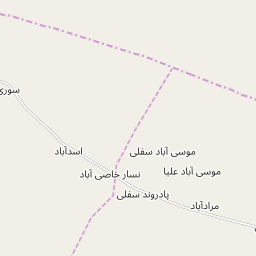 سوری
اسدآباد
موسی آباد سفلی
موسی آباد علیا
نسار خاصی آباد
پادروند سفلی
مرادآباد